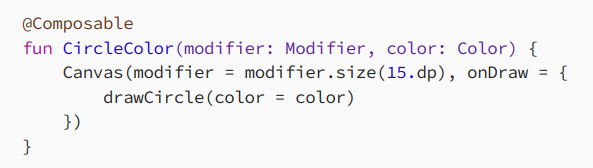 @Composable
fun CircleColor(modifier: Modifier, color: Color) {
    Canvas(modifier = modifier.size(15.dp), onDraw = {
        drawCircle(color = color)
    })
}